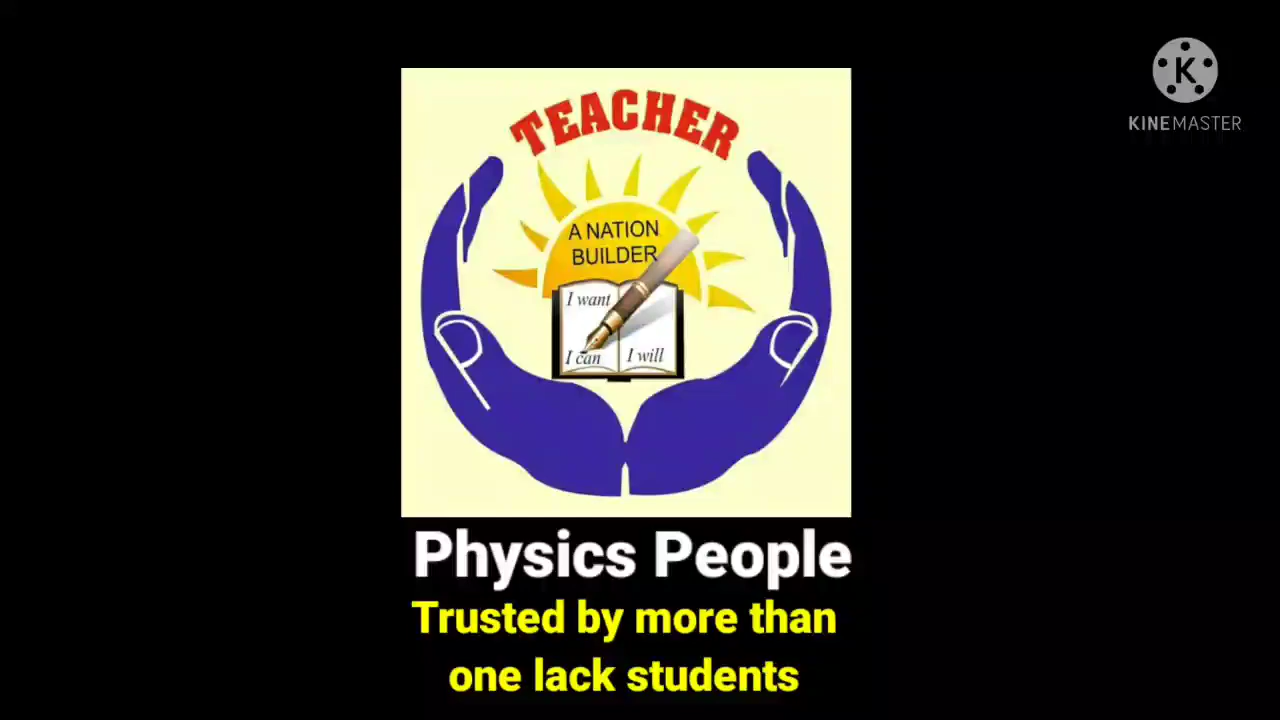 K
KINEMASTER
TEACHER
A NATION
BUILDER
I want
I can
I will
Physics People
Trusted by more than
one lack students